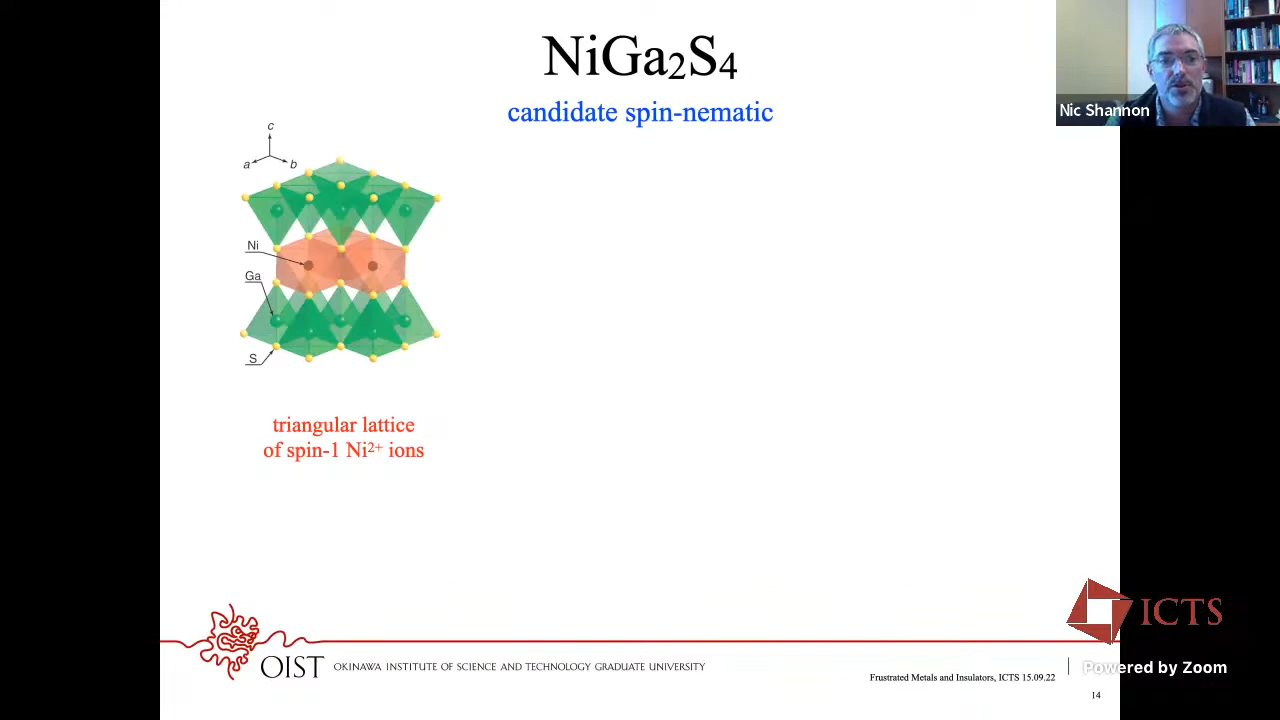 NiGa₂S₄
candidate spin-nematic
Nic Shannon
c
a
b
Ni
Ga
S
triangular lattice
of spin-1 Ni²⁺ ions
ICTS
OIST OKINAWA INSTITUTE OF SCIENCE AND TECHNOLOGY GRADUATE UNIVERSITY
Powered by Zoom
Frustrated Metals and Insulators, ICTS 15.09.22
14